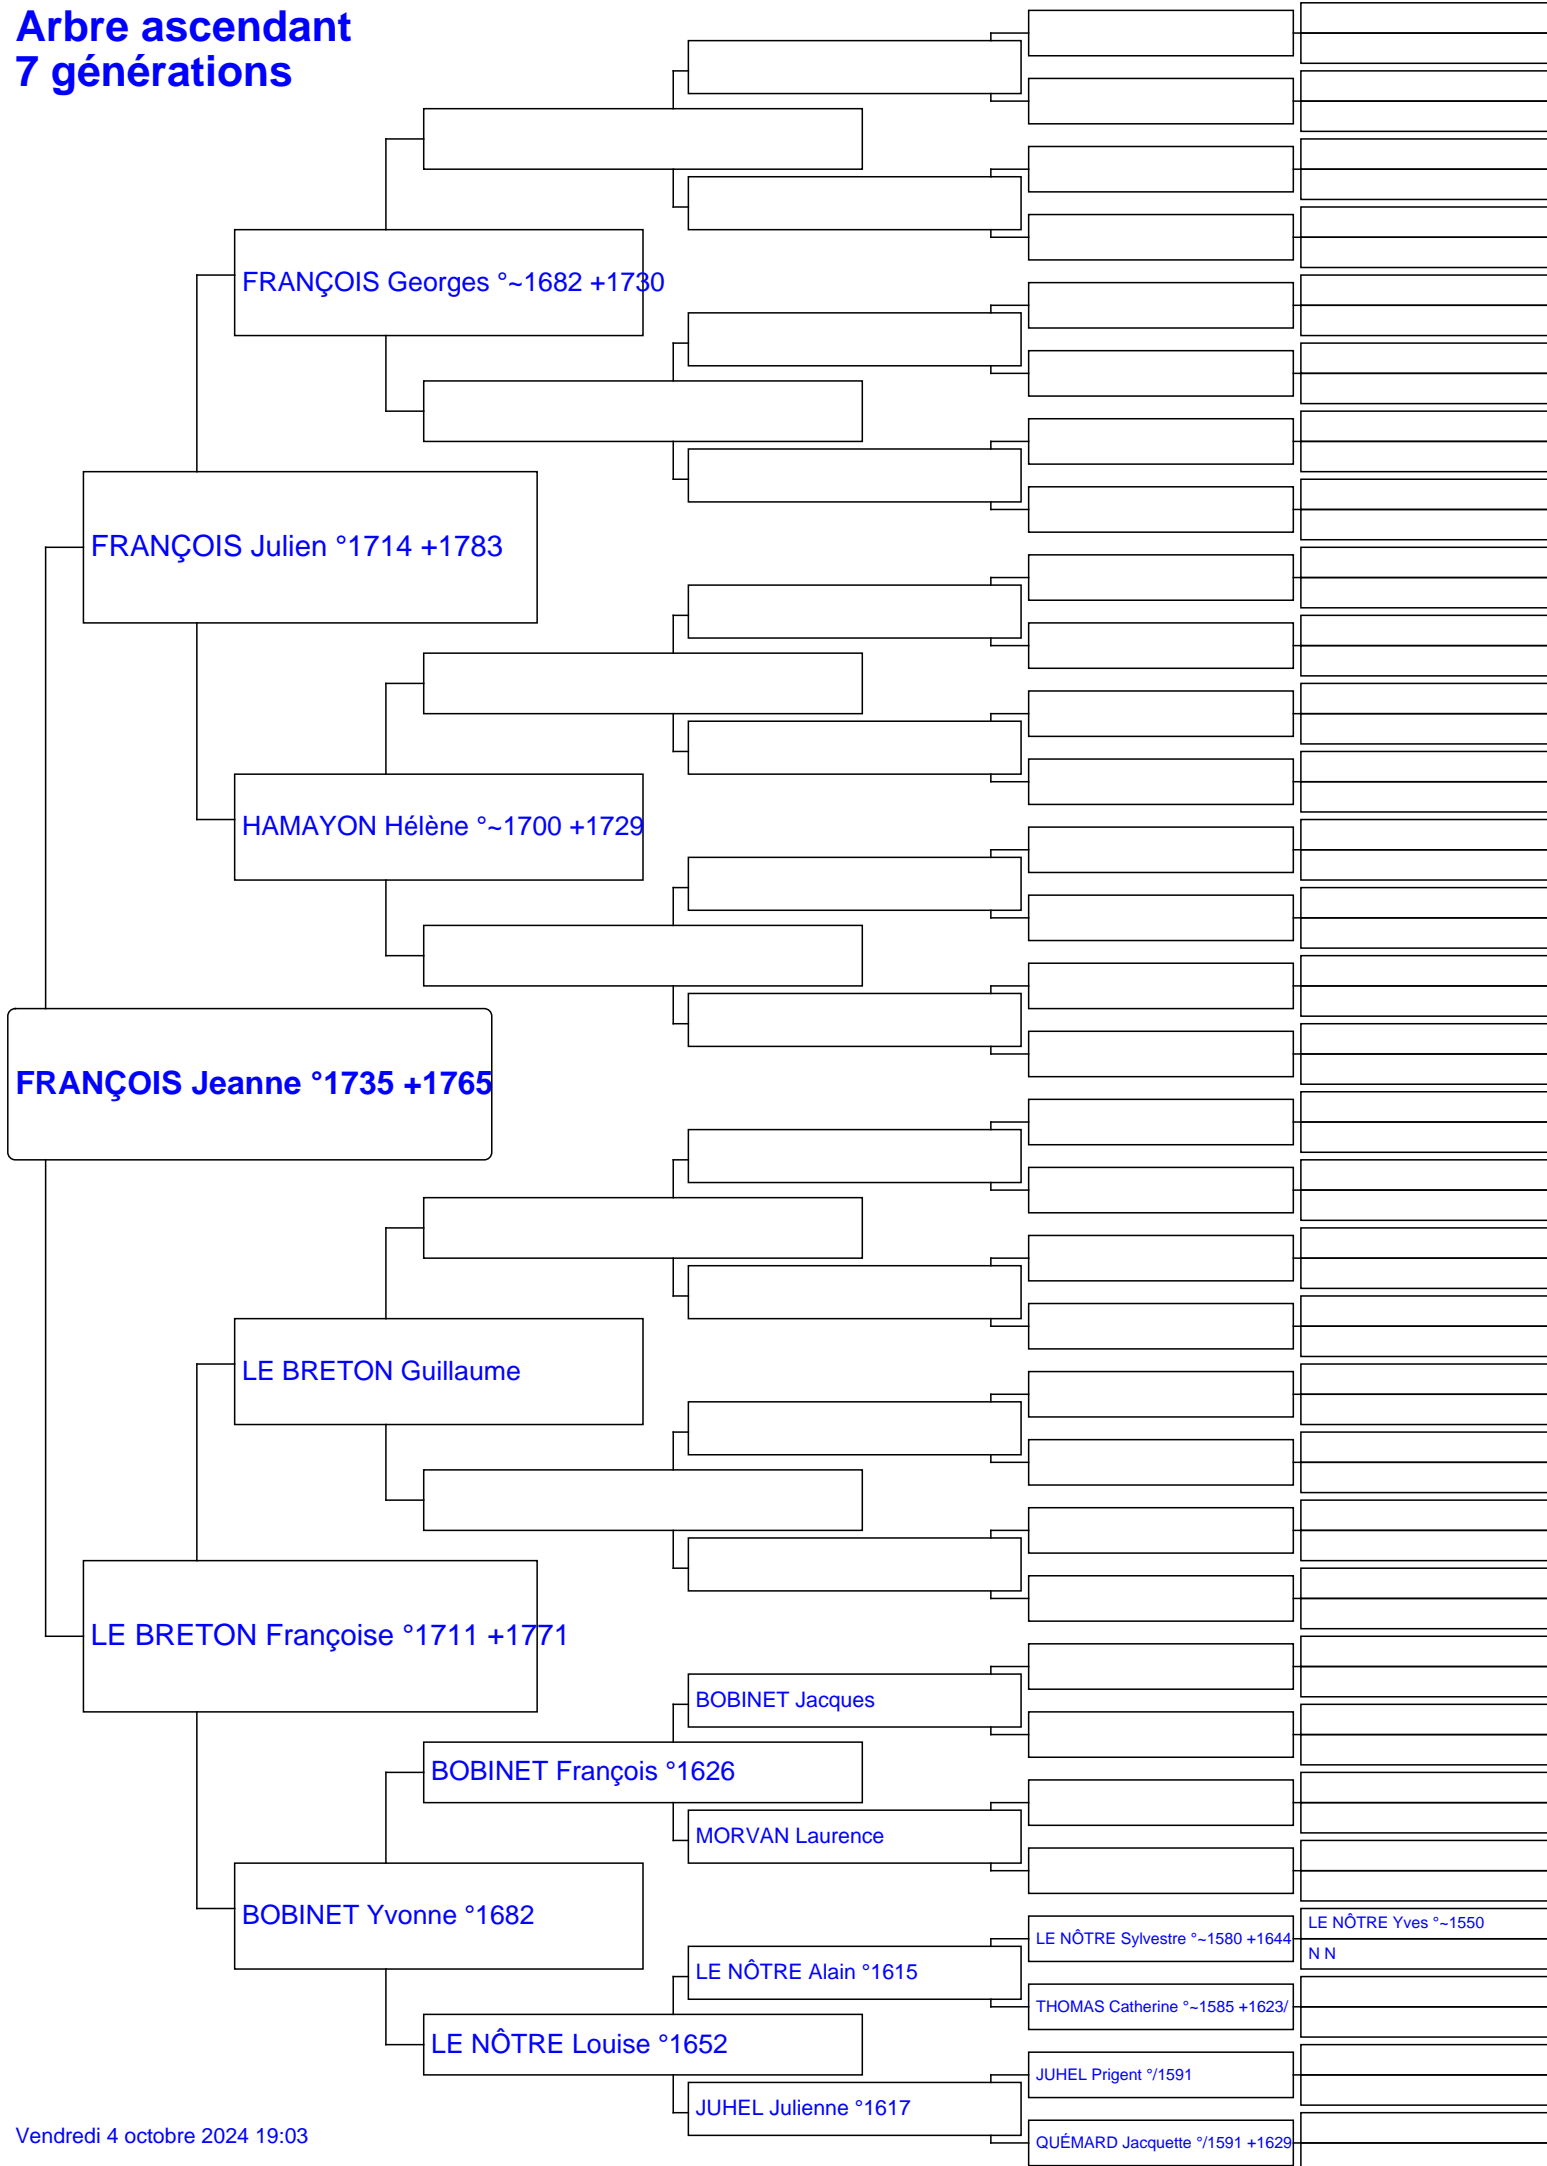 Arbre ascendant
7 générations
FRANÇOIS Georges °~1682 +1730
FRANÇOIS Julien °1714 +1783
HAMAYON Hélène °~1700 +1729
FRANÇOIS Jeanne °1735 +1765
LE BRETON Guillaume
LE BRETON Françoise °1711 +1771
BOBINET Jacques
BOBINET François °1626
MORVAN Laurence
BOBINET Yvonne °1682
LE NÔTRE Yves °~1550
LE NÔTRE Sylvestre °~1580 +1644
N N
LE NÔTRE Alain °1615
THOMAS Catherine °~1585 +1623/
LE NÔTRE Louise °1652
JUHEL Prigent °/1591
JUHEL Julienne °1617
QUÉMARD Jacquette °/1591 +1629
Vendredi 4 octobre 2024 19:03